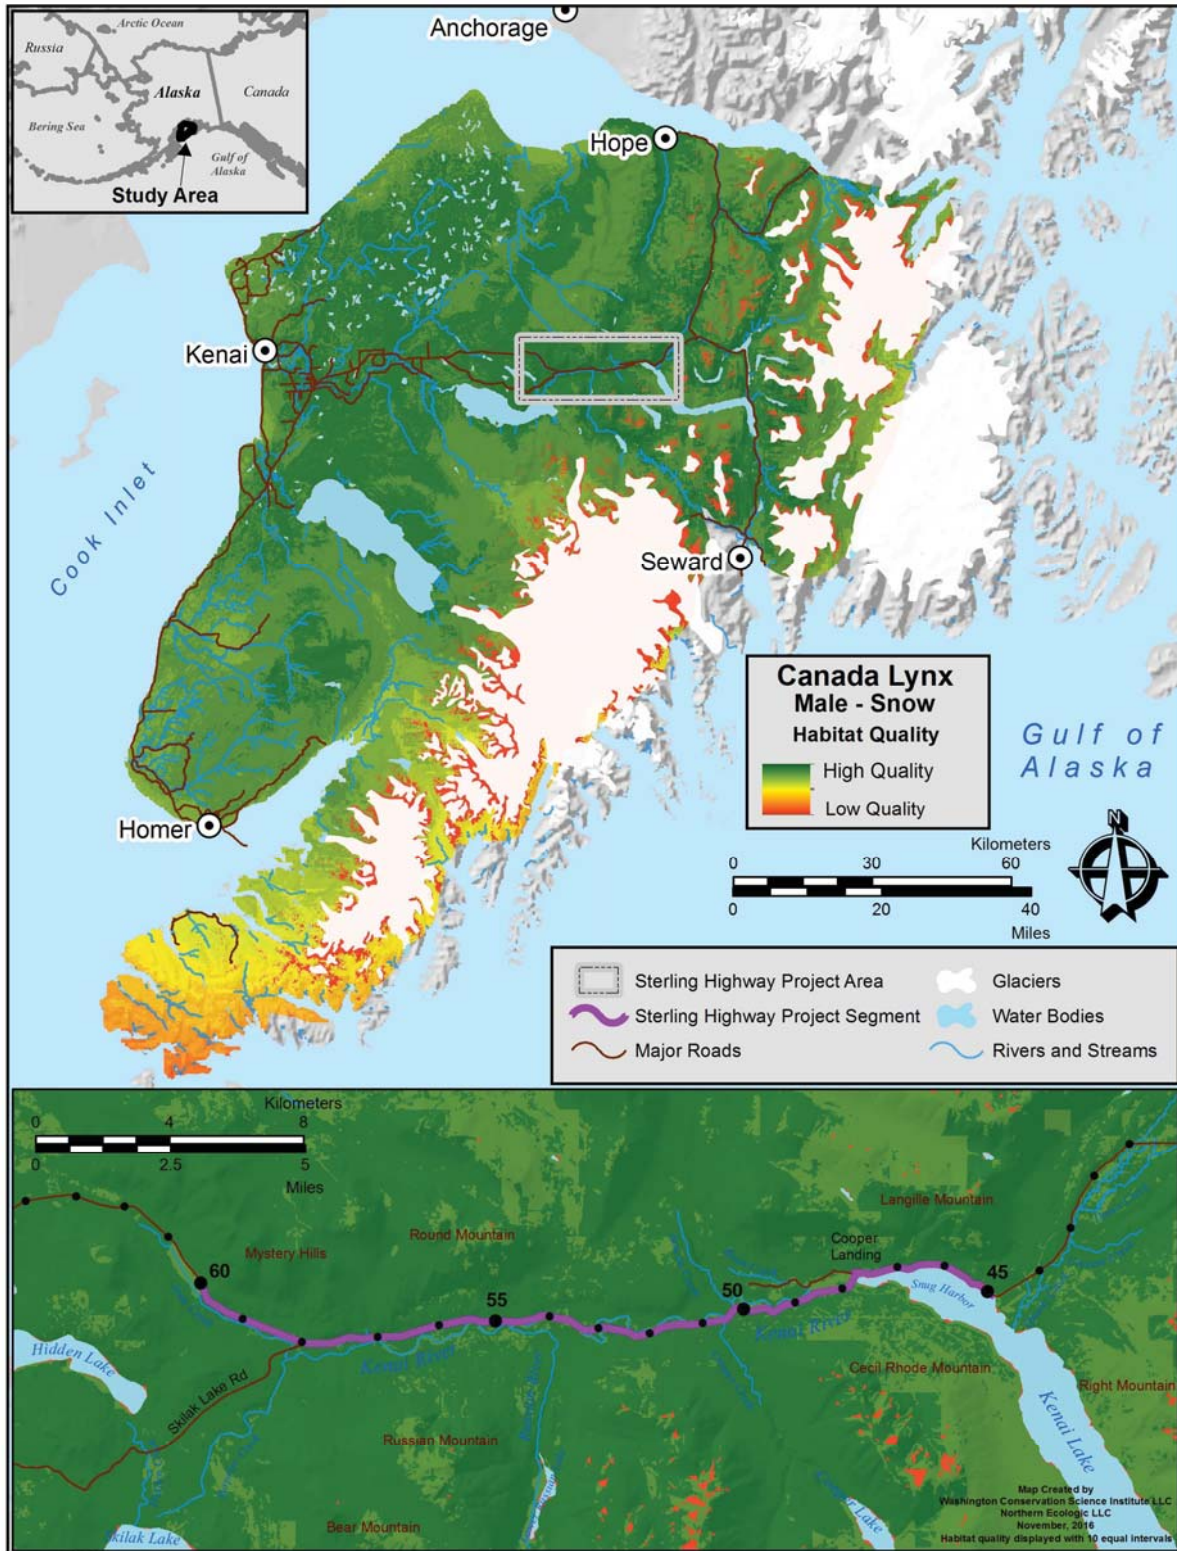 Arctic Ocean
Russia
Alaska
Canada
Bering Sea
Gulf of
Alaska
Study Area
Anchorage
Hope
Kenai
Cook Inlet
Seward
Homer
Gulf of
Alaska
Canada Lynx
Male - Snow
Habitat Quality
High Quality
Low Quality
N
Kilometers
0 30 60
0 20 40
Miles
Sterling Highway Project Area
Sterling Highway Project Segment
Major Roads
Glaciers
Water Bodies
Rivers and Streams
Kilometers
0 4 8
0 2.5 5
Miles
Langille Mountain
Round Mountain
Mystery Hills
Cooper
Landing
60
55
50
45
Snug Harbor
Kenai River
Kenai River
Hidden Lake
Skilak Lake Rd
Cecil Rhode Mountain
Right Mountain
Kenai Lake
Russian Mountain
Bear Mountain
Skilak Lake
Cooper Lake
Map Created by
Washington Conservation Science Institute LLC
Northern Ecologic LLC
November, 2016
Habitat quality displayed with 10 equal intervals